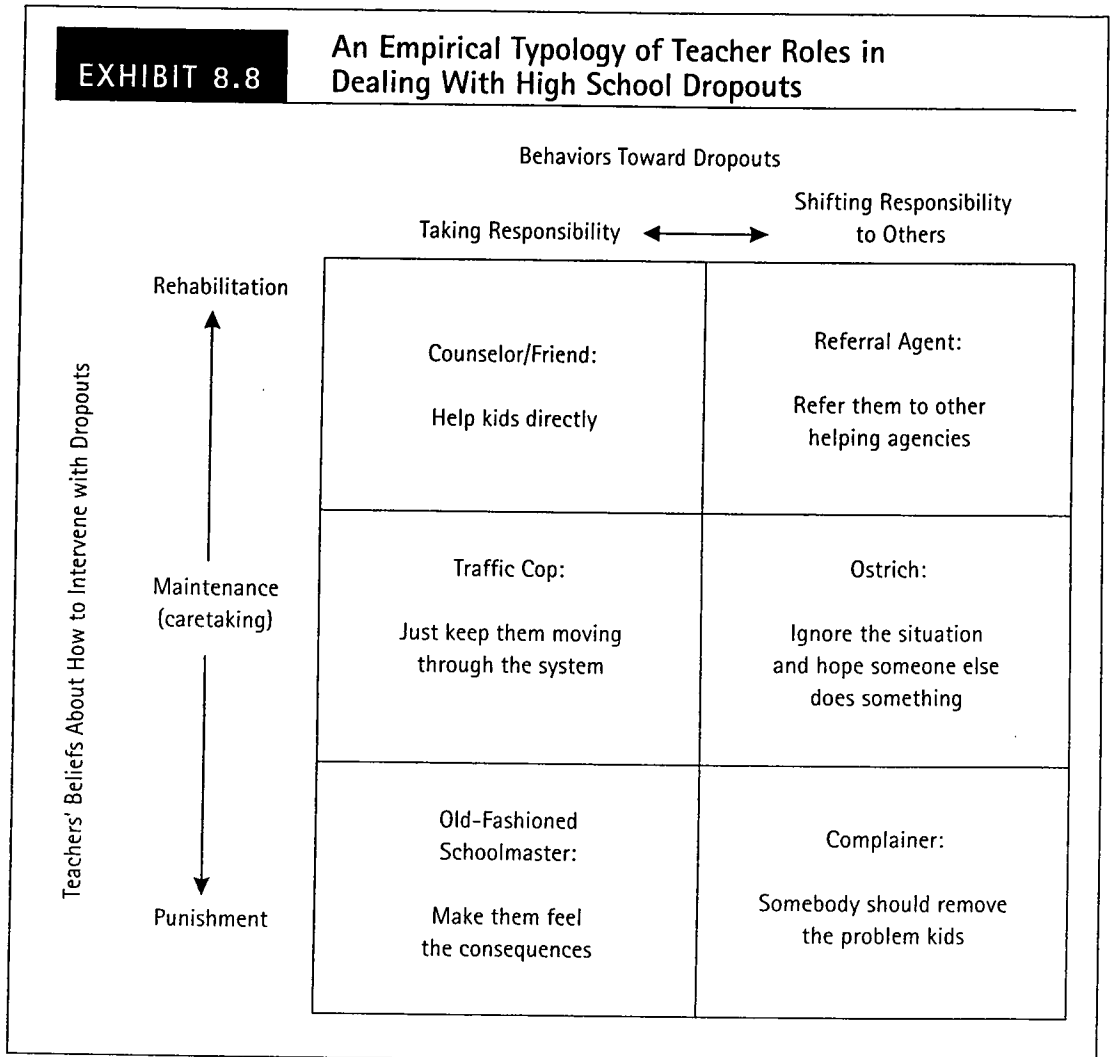 EXHIBIT 8.8
An Empirical Typology of Teacher Roles in
Dealing With High School Dropouts
Behaviors Toward Dropouts
Taking Responsibility
Shifting Responsibility
to Others
Teachers' Beliefs About How to Intervene with Dropouts
Rehabilitation
Counselor/Friend:
Help kids directly
Referral Agent:
Refer them to other
helping agencies
Maintenance
(caretaking)
Traffic Cop:
Just keep them moving
through the system
Ostrich:
Ignore the situation
and hope someone else
does something
Punishment
Old-Fashioned
Schoolmaster:
Make them feel
the consequences
Complainer:
Somebody should remove
the problem kids